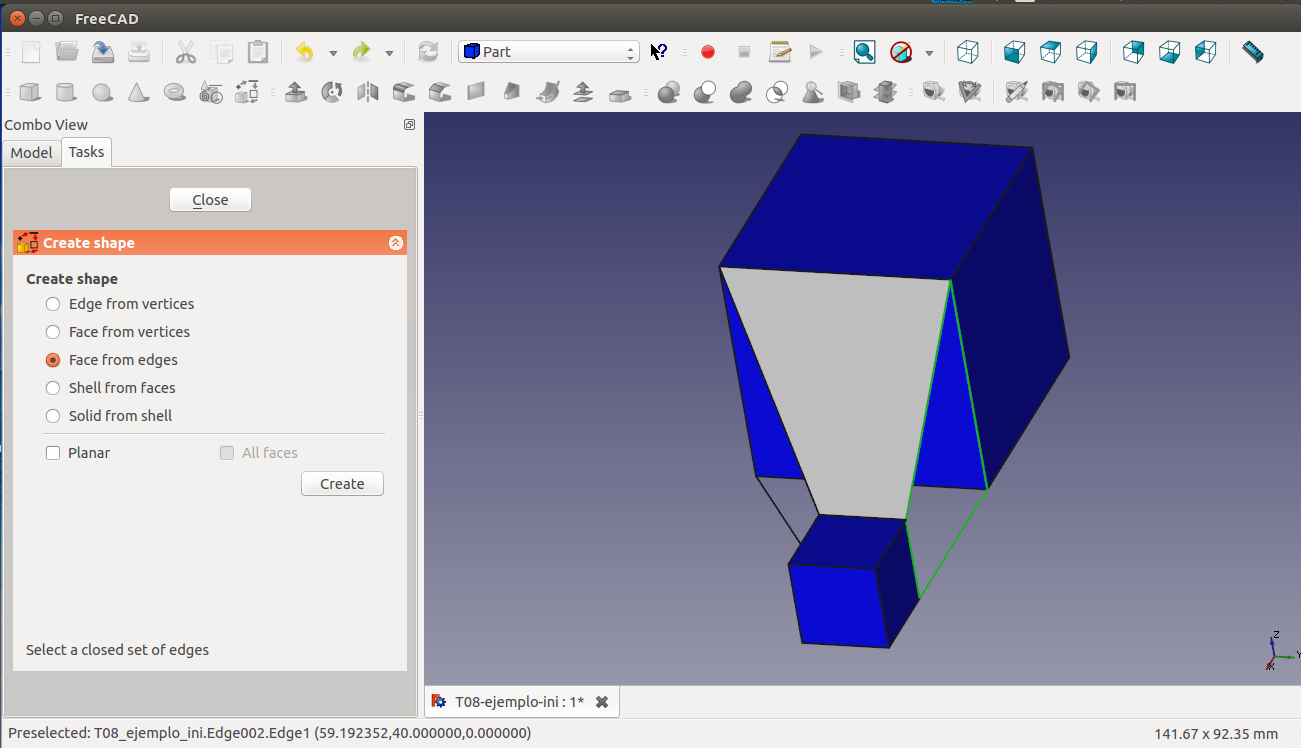 FreeCAD
Part
Combo View
Model Tasks
Close
Create shape
Create shape
Edge from vertices
Face from vertices
Face from edges
Shell from faces
Solid from shell
Planar All faces
Create
Select a closed set of edges
Z
Y
X
T08-ejemplo-ini : 1*
Preselected: T08_ejemplo_ini.Edge002.Edge1 (59.192352,40.000000,0.000000)
141.67 x 92.35 mm